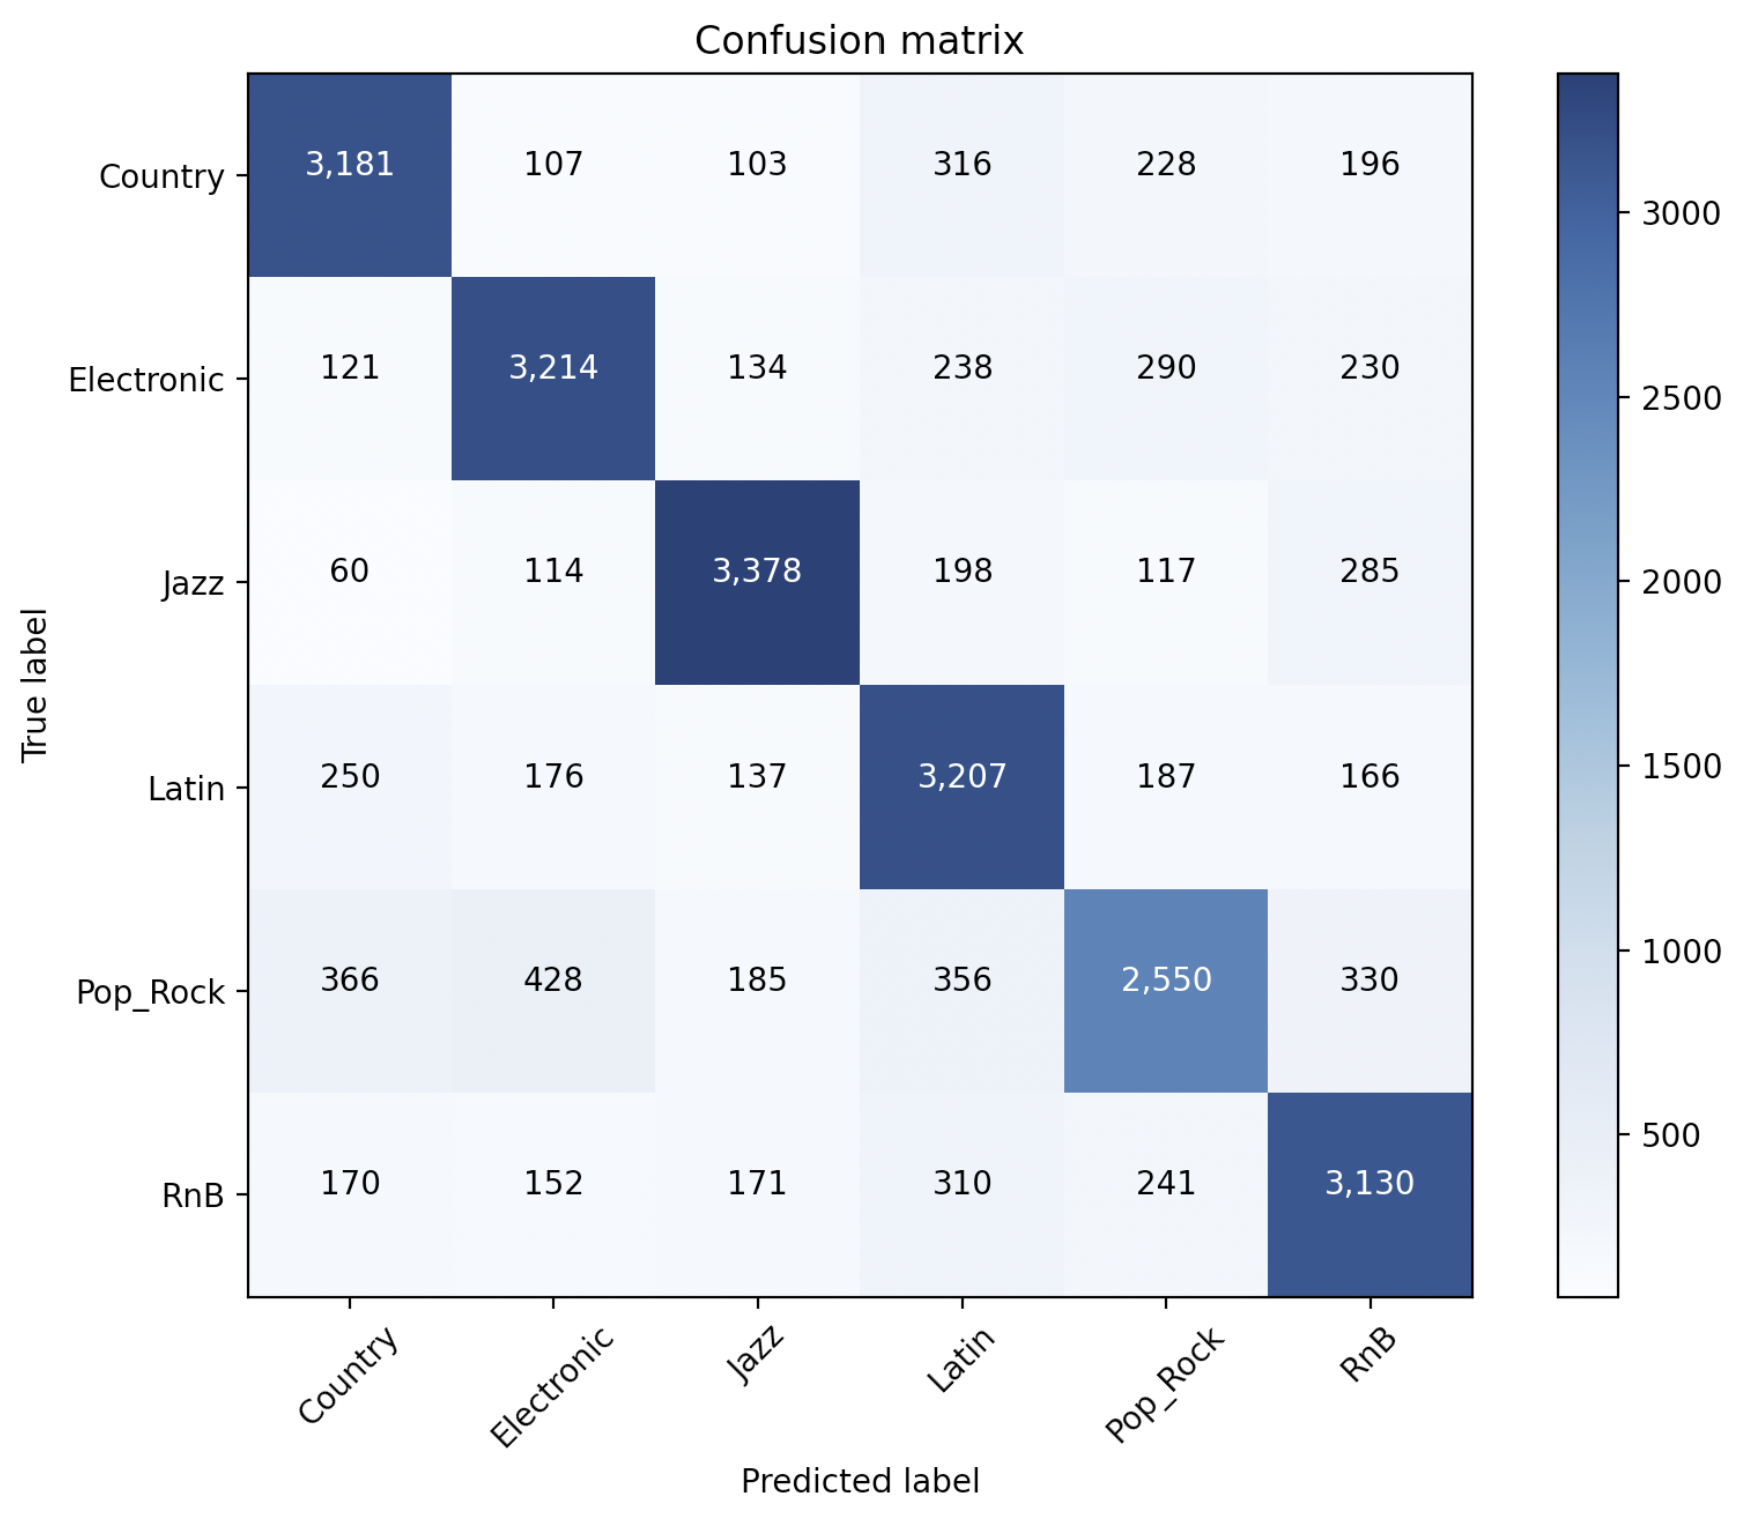 Confusion matrix
Country 3,181 107 103 316 228 196
Electronic 121 3,214 134 238 290 230
Jazz 60 114 3,378 198 117 285
Latin 250 176 137 3,207 187 166
Pop_Rock 366 428 185 356 2,550 330
RnB 170 152 171 310 241 3,130
True label
Country Electronic Jazz Latin Pop_Rock RnB
Predicted label
3000
2500
2000
1500
1000
500